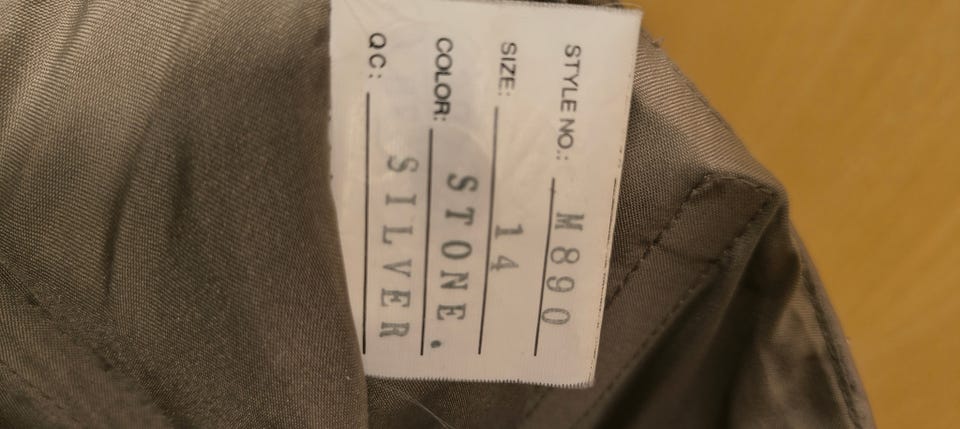 STYLE NO.: M890
SIZE: 14
COLOR: STONE.
QC: SILVER